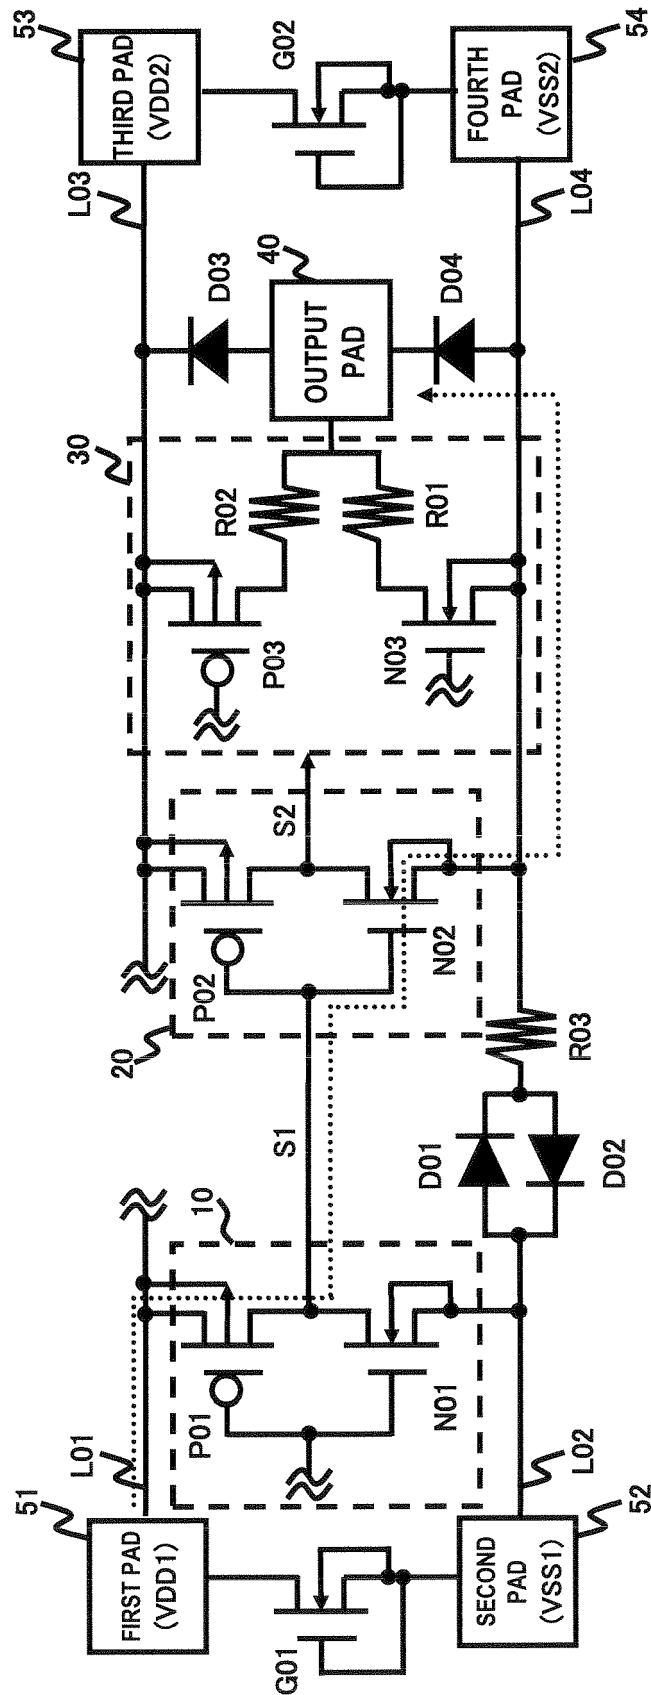 51
FIRST PAD
(VDD1)
L01
10
P01
N01
G01
SECOND
PAD
(VSS1)
52
L02
S1
D01
D02
R03
20
P02
N02
S2
30
P03
N03
R02
R01
D03
40
OUTPUT
PAD
D04
L03
L04
53
THIRD PAD
(VDD2)
G02
FOURTH
PAD
(VSS2)
54